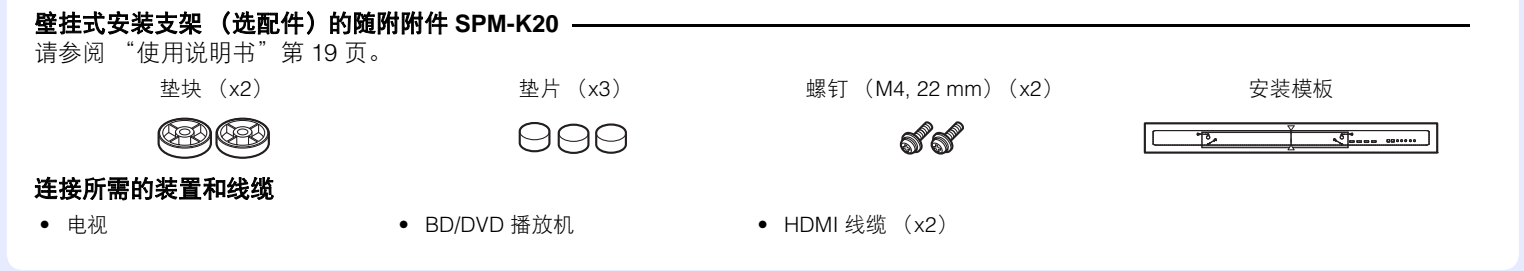 壁挂式安装支架 （选配件）的随附附件 SPM-K20
请参阅 “使用说明书”第 19 页。
垫块 （x2） 垫片 （x3） 螺钉 （M4, 22 mm）（x2） 安装模板
连接所需的装置和线缆
• 电视 • BD/DVD 播放机 • HDMI 线缆 （x2）